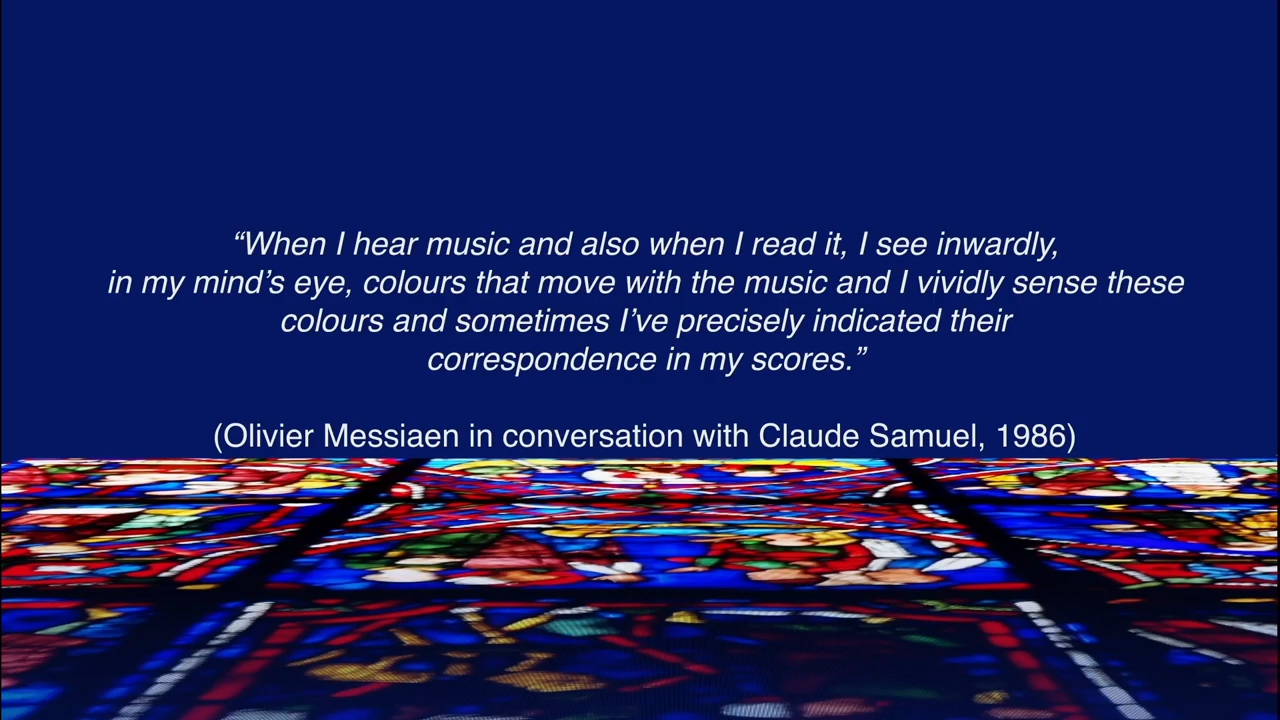 “When I hear music and also when I read it, I see inwardly,
in my mind’s eye, colours that move with the music and I vividly sense these
colours and sometimes I’ve precisely indicated their
correspondence in my scores.”
(Olivier Messiaen in conversation with Claude Samuel, 1986)